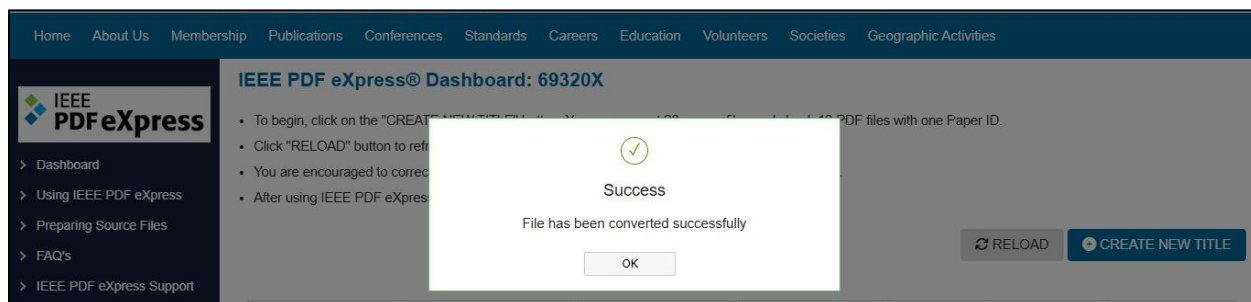 Home About Us Membership Publications Conferences Standards Careers Education Volunteers Societies Geographic Activities
IEEE
PDF eXpress
> Dashboard
> Using IEEE PDF eXpress
> Preparing Source Files
> FAQ's
> IEEE PDF eXpress Support
IEEE PDF eXpress® Dashboard: 69320X
• To begin, click on the "CREATE NEW TITLE" PDF files with one Paper ID.
• Click "RELOAD" button to
• You are encouraged to
• After using IEEE PDF
Success
File has been converted successfully
OK
RELOAD
CREATE NEW TITLE